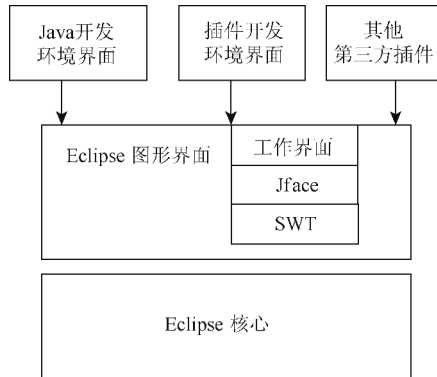 Java开发
环境界面
插件开发
环境界面
其他
第三方插件
Eclipse 图形界面
工作界面
Jface
SWT
Eclipse 核心